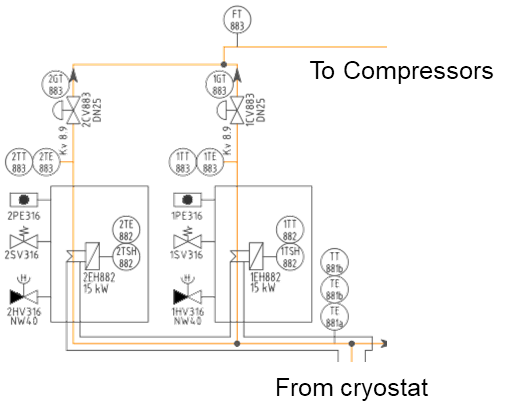 FT
883
To Compressors
2GT
883
1GT
883
2CV883
DN25
Kv 8.9
1CV883
DN25
Kv 8.9
2TT
883
2TE
883
1TT
883
1TE
883
2PE316
1PE316
2TE
882
1TT
882
2SV316
2TSH
882
1SV316
1TSH
882
TT
881b
2EH882
15 kW
1EH882
15 kW
TE
881b
2HV316
NW40
1HV316
NW40
TE
881a
From cryostat